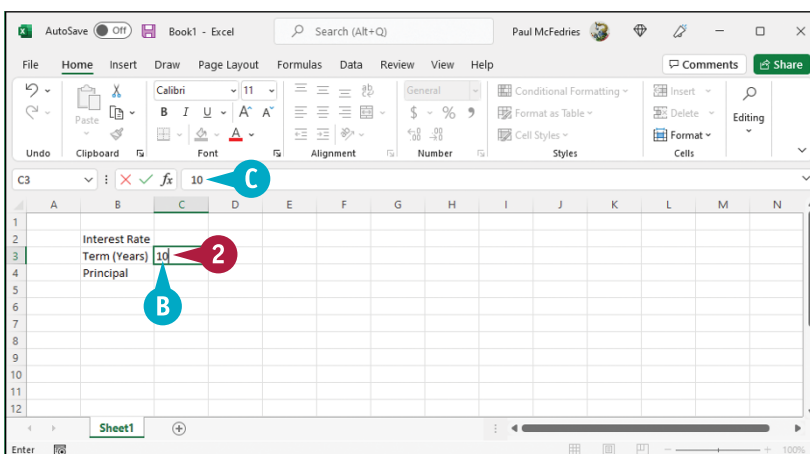 AutoSave Off Book1 - Excel Search (Alt+Q) Paul McFedries
File Home Insert Draw Page Layout Formulas Data Review View Help Comments Share
Calibri 11 General Conditional Formatting Insert
Paste B I U A^ A˅ $ % 9 Format as Table Delete Editing
A Cell Styles Format
Undo Clipboard Font Alignment Number Styles Cells
C3 fx 10 C
A B C D E F G H I J K L M N
1
2 Interest Rate
3 Term (Years) 10 2
4 Principal
5
6 B
7
8
9
10
11
12
Sheet1
Enter 100%